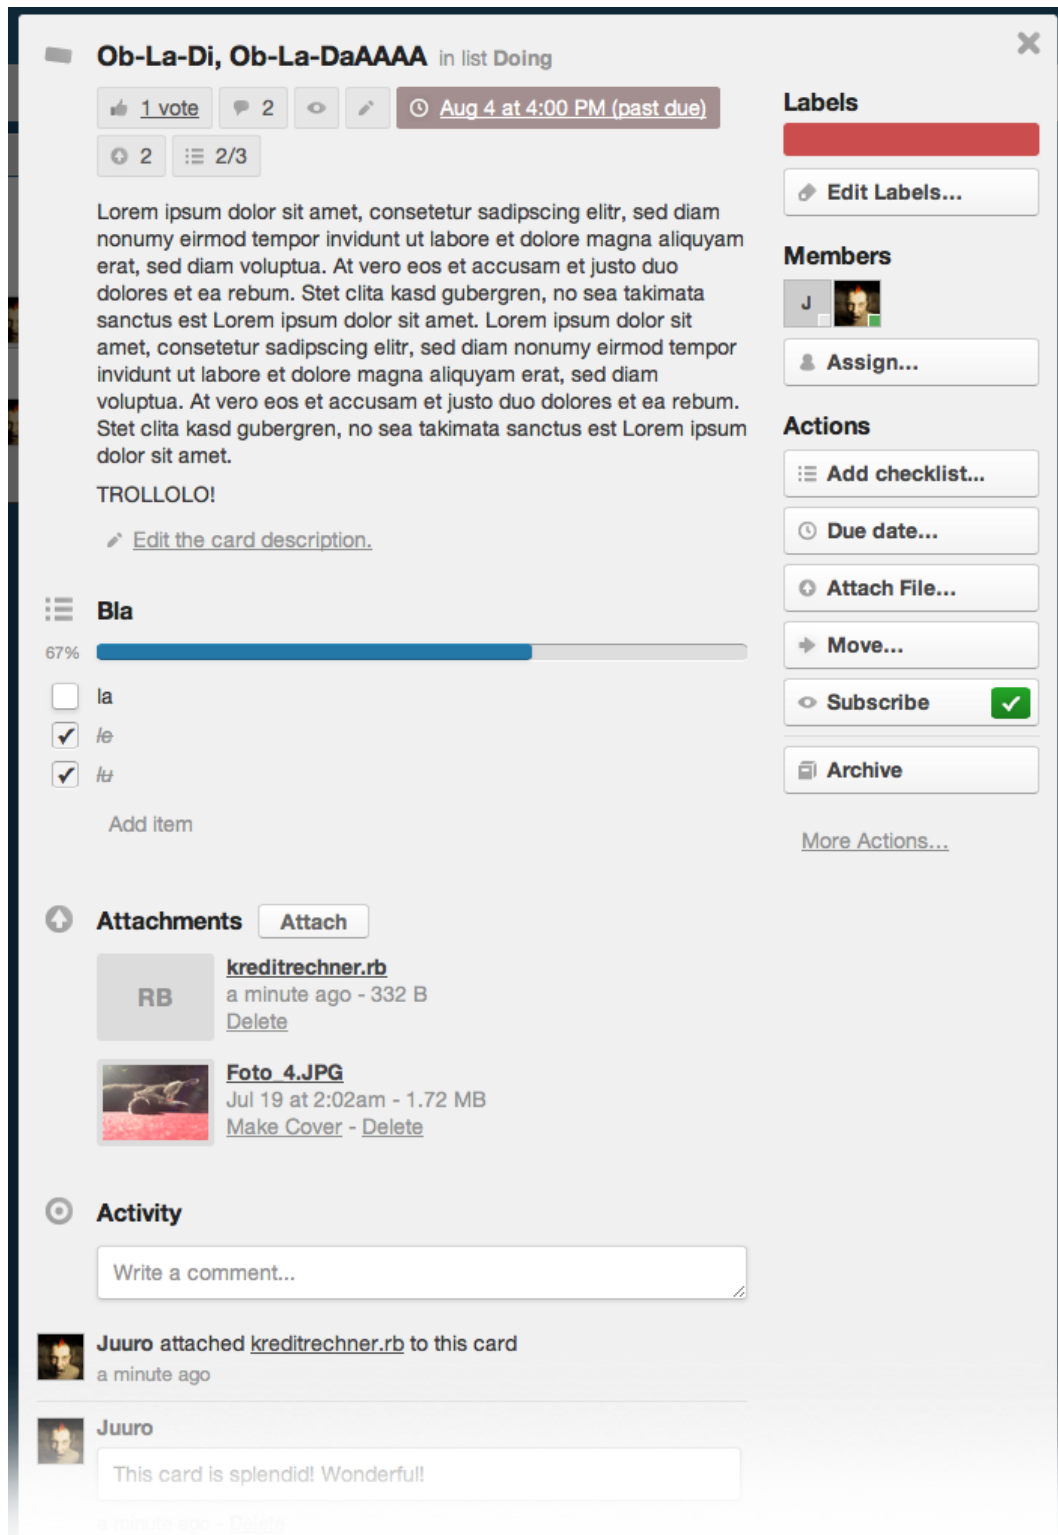 Ob-La-Di, Ob-La-DaAAAA in list Doing
1 vote 2 Aug 4 at 4:00 PM (past due)
2 2/3
Lorem ipsum dolor sit amet, consetetur sadipscing elitr, sed diam
nonumy eirmod tempor invidunt ut labore et dolore magna aliquyam
erat, sed diam voluptua. At vero eos et accusam et justo duo
dolores et ea rebum. Stet clita kasd gubergren, no sea takimata
sanctus est Lorem ipsum dolor sit amet. Lorem ipsum dolor sit
amet, consetetur sadipscing elitr, sed diam nonumy eirmod tempor
invidunt ut labore et dolore magna aliquyam erat, sed diam
voluptua. At vero eos et accusam et justo duo dolores et ea rebum.
Stet clita kasd gubergren, no sea takimata sanctus est Lorem ipsum
dolor sit amet.
TROLLOLO!
Edit the card description.
Bla
67%
la
le
lu
Add item
Attachments Attach
RB
kreditrechner.rb
a minute ago - 332 B
Delete
Foto_4.JPG
Jul 19 at 2:02am - 1.72 MB
Make Cover - Delete
Activity
Write a comment...
Juuro attached kreditrechner.rb to this card
a minute ago
Juuro
This card is splendid! Wonderful!
a minute ago - Delete
Labels
Edit Labels...
Members
J
Assign...
Actions
Add checklist...
Due date...
Attach File...
Move...
Subscribe
Archive
More Actions...